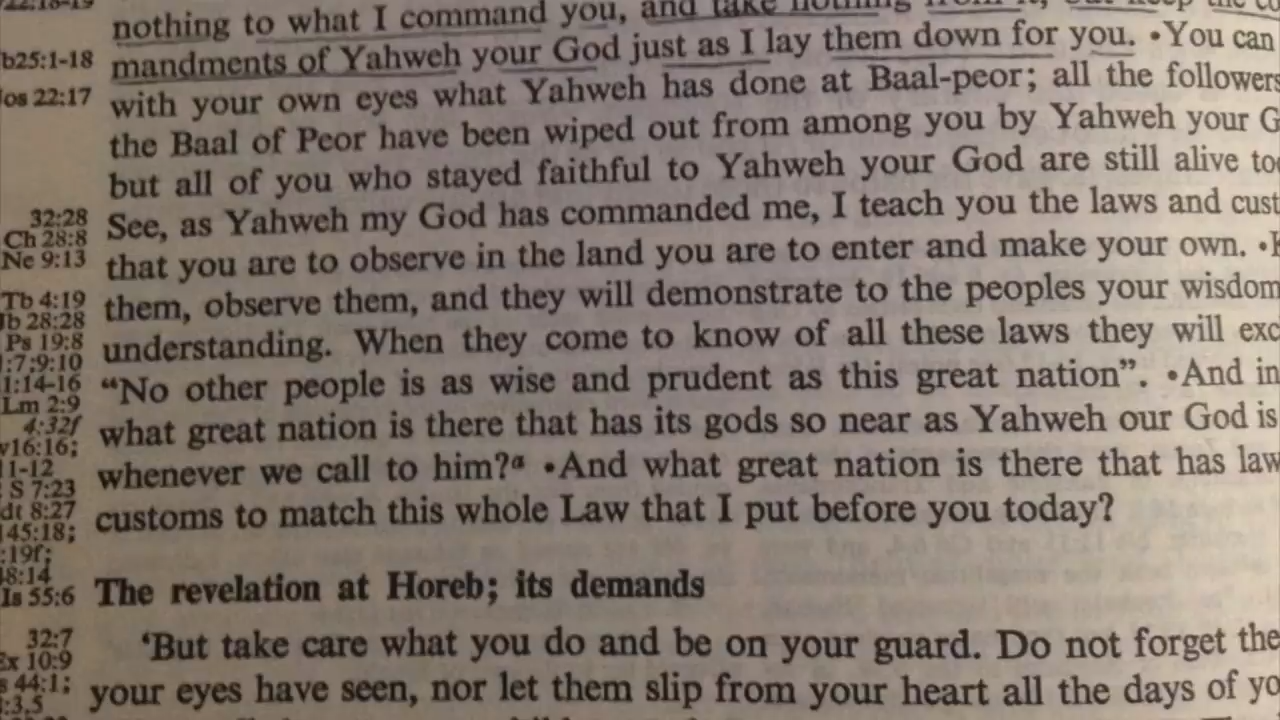 nothing to what I command you, and take nothing from it, but keep the co
mandments of Yahweh your God just as I lay them down for you. •You can
with your own eyes what Yahweh has done at Baal-peor; all the followers
the Baal of Peor have been wiped out from among you by Yahweh your G
but all of you who stayed faithful to Yahweh your God are still alive to
See, as Yahweh my God has commanded me, I teach you the laws and cust
that you are to observe in the land you are to enter and make your own. •
them, observe them, and they will demonstrate to the peoples your wisdom
understanding. When they come to know of all these laws they will exc
“No other people is as wise and prudent as this great nation”. •And in
what great nation is there that has its gods so near as Yahweh our God is
whenever we call to him?ᵃ •And what great nation is there that has law
customs to match this whole Law that I put before you today?
The revelation at Horeb; its demands
‘But take care what you do and be on your guard. Do not forget the
your eyes have seen, nor let them slip from your heart all the days of yo
b25:1-18
Jos 22:17
32:28
Ch 28:8
Ne 9:13
Tb 4:19
Jb 28:28
Ps 19:8
:7;9:10
1:14-16
Lm 2:9
4:32f
v16:16;
1-12
S 7:23
dt 8:27
145:18;
:19f;
48:14
Is 55:6
32:7
Ex 10:9
s 44:1;
:3,5